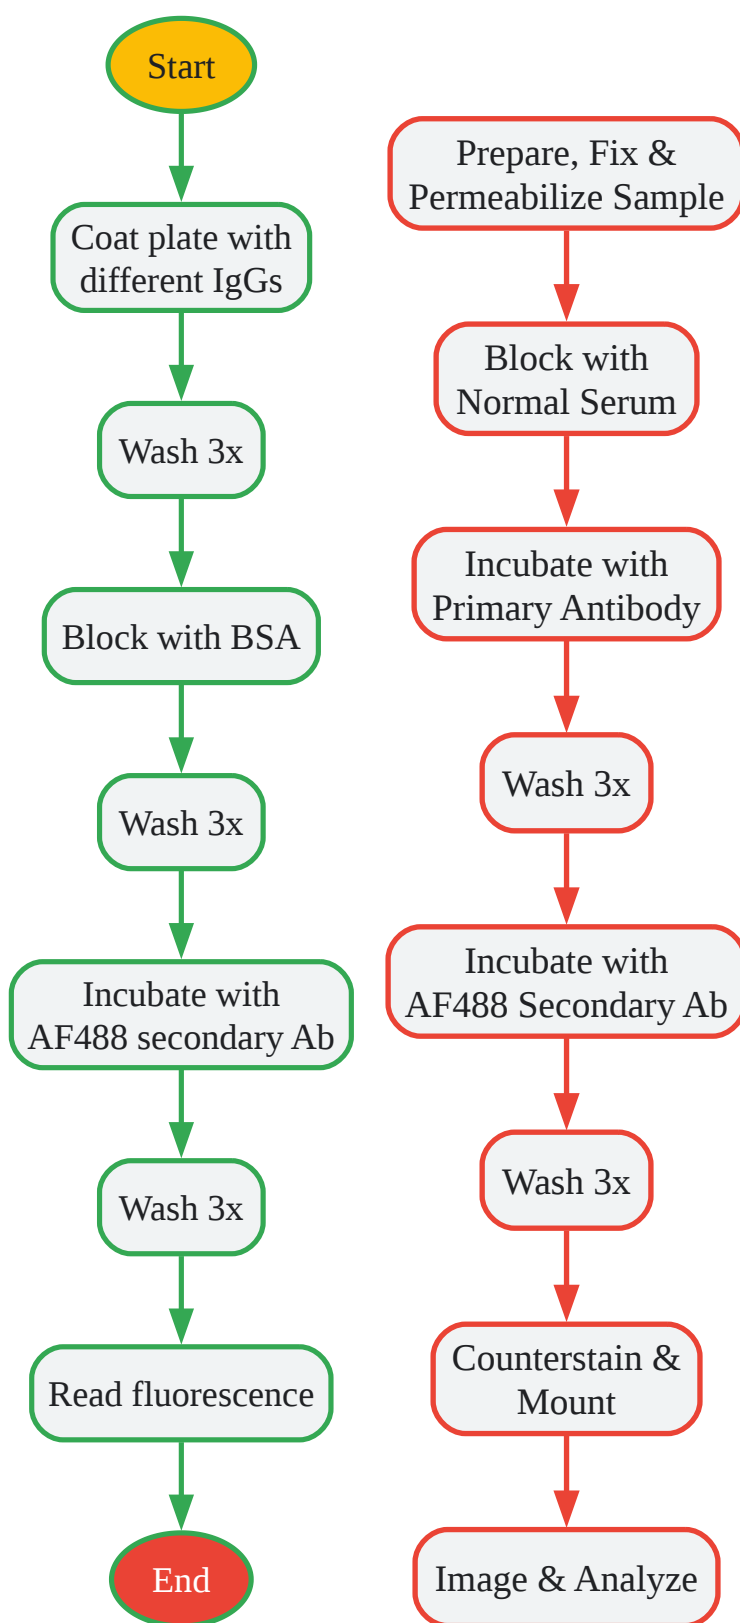 Start
Coat plate with
different IgGs
Wash 3x
Block with BSA
Wash 3x
Incubate with
AF488 secondary Ab
Wash 3x
Read fluorescence
End
Prepare, Fix &
Permeabilize Sample
Block with
Normal Serum
Incubate with
Primary Antibody
Wash 3x
Incubate with
AF488 Secondary Ab
Wash 3x
Counterstain &
Mount
Image & Analyze